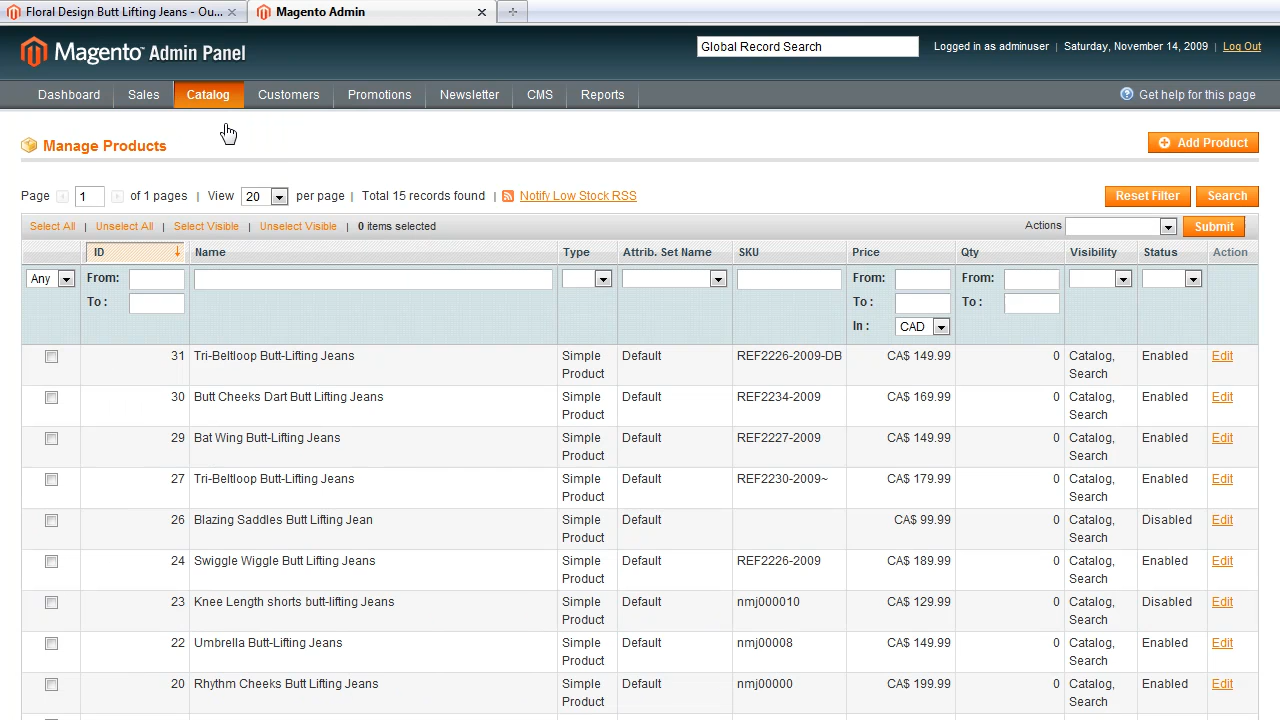 Floral Design Butt Lifting Jeans - Ou...
Magento Admin
Magento Admin Panel
Global Record Search
Logged in as adminuser | Saturday, November 14, 2009 | Log Out
Dashboard Sales Catalog Customers Promotions Newsletter CMS Reports
Get help for this page
Manage Products
Add Product
Page 1 of 1 pages | View 20 per page | Total 15 records found | Notify Low Stock RSS
Reset Filter Search
Select All | Unselect All | Select Visible | Unselect Visible | 0 items selected
Actions Submit
ID Name Type Attrib. Set Name SKU Price Qty Visibility Status Action
Any From: From: From:
To : To : To :
In : CAD
31 Tri-Beltloop Butt-Lifting Jeans Simple Default REF2226-2009-DB CA$ 149.99 0 Catalog, Enabled Edit
Product Search
30 Butt Cheeks Dart Butt Lifting Jeans Simple Default REF2234-2009 CA$ 169.99 0 Catalog, Enabled Edit
Product Search
29 Bat Wing Butt-Lifting Jeans Simple Default REF2227-2009 CA$ 149.99 0 Catalog, Enabled Edit
Product Search
27 Tri-Beltloop Butt-Lifting Jeans Simple Default REF2230-2009~ CA$ 179.99 0 Catalog, Enabled Edit
Product Search
26 Blazing Saddles Butt Lifting Jean Simple Default CA$ 99.99 0 Catalog, Disabled Edit
Product Search
24 Swiggle Wiggle Butt Lifting Jeans Simple Default REF2226-2009 CA$ 189.99 0 Catalog, Enabled Edit
Product Search
23 Knee Length shorts butt-lifting Jeans Simple Default nmj000010 CA$ 129.99 0 Catalog, Disabled Edit
Product Search
22 Umbrella Butt-Lifting Jeans Simple Default nmj00008 CA$ 149.99 0 Catalog, Enabled Edit
Product Search
20 Rhythm Cheeks Butt Lifting Jeans Simple Default nmj00000 CA$ 199.99 0 Catalog, Enabled Edit
Product Search